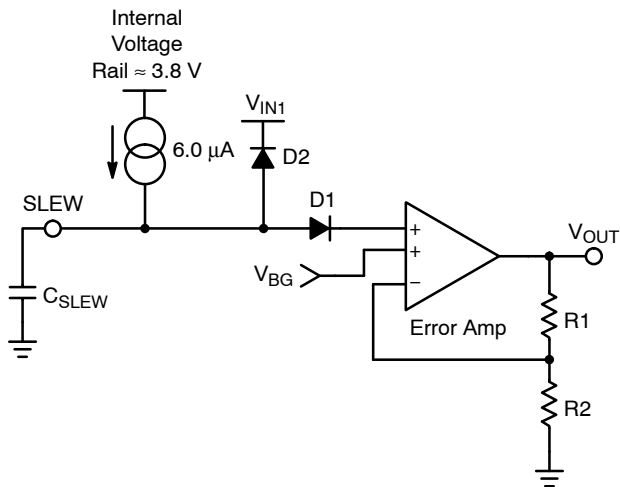 Internal
Voltage
Rail ≈ 3.8 V
V_IN1
6.0 μA
D2
SLEW
D1
+
+
−
V_OUT
V_BG
C_SLEW
Error Amp
R1
R2